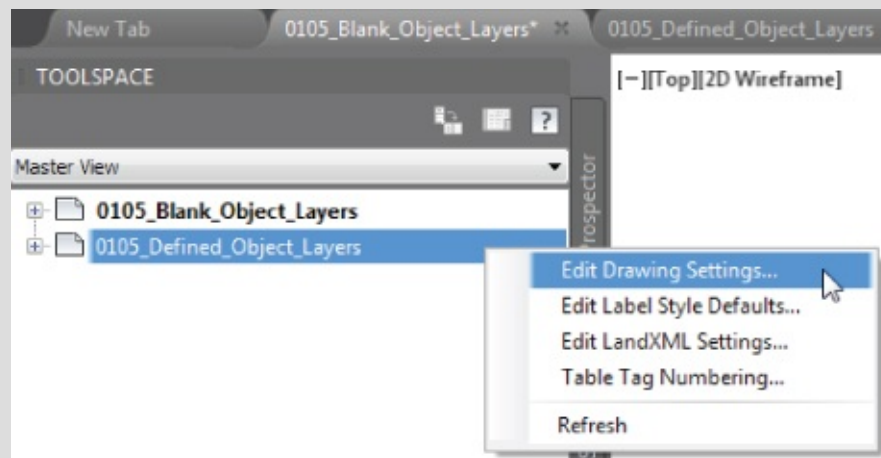 New Tab
0105_Blank_Object_Layers*
0105_Defined_Object_Layers
TOOLSPACE
[−][Top][2D Wireframe]
?
Master View
Prospector
0105_Blank_Object_Layers
0105_Defined_Object_Layers
Edit Drawing Settings...
Edit Label Style Defaults...
Edit LandXML Settings...
Table Tag Numbering...
Refresh